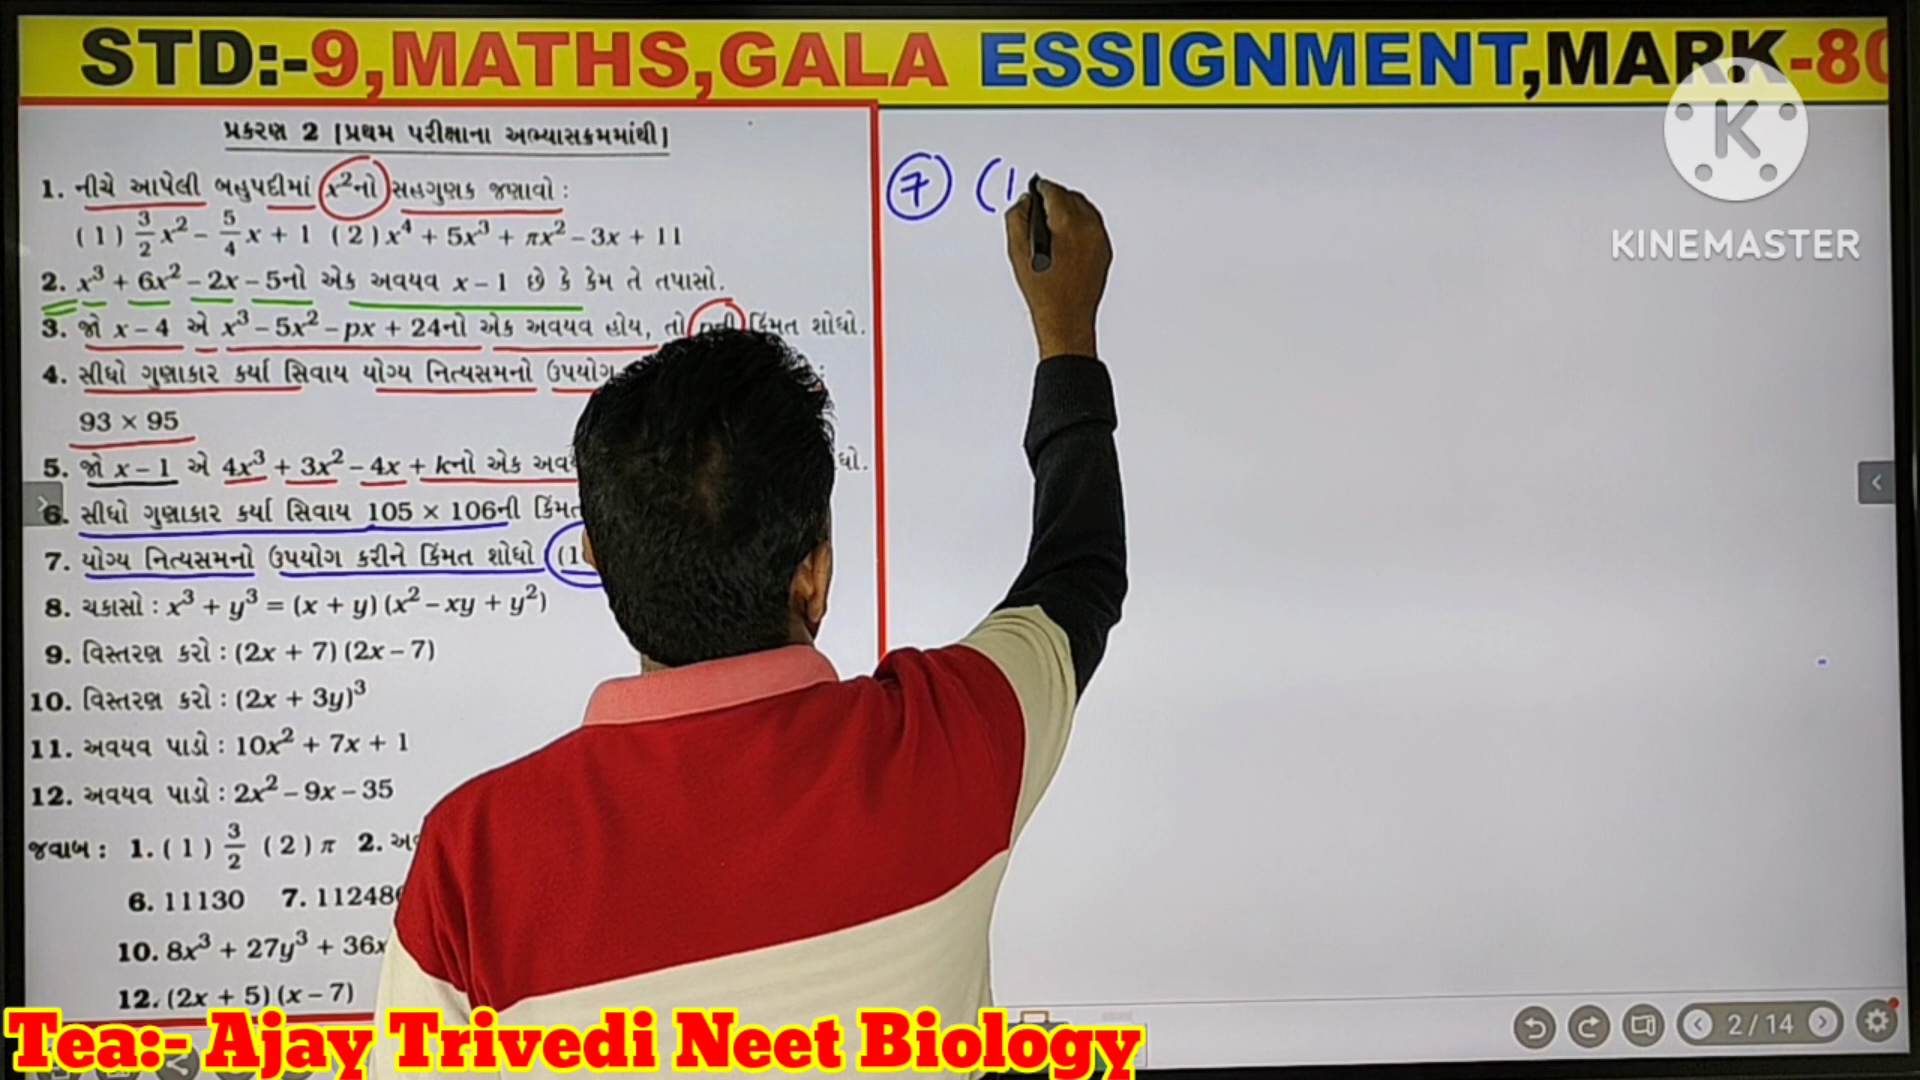 STD:-9,MATHS,GALA ESSIGNMENT,MARK-80
પ્રકરણ 2 [પ્રથમ પરીક્ષાના અભ્યાસક્રમમાંથી]
1. નીચે આપેલી બહુપદીમાં x²નો સહગુણક જણાવો :
(1) 3/2 x² – 5/4 x + 1 (2) x⁴ + 5x³ + πx² – 3x + 11
2. x³ + 6x² – 2x – 5નો એક અવયવ x – 1 છે કે કેમ તે તપાસો.
3. જો x – 4 એ x³ – 5x² – px + 24નો એક અવયવ હોય, તો pની કિંમત શોધો.
4. સીધો ગુણાકાર કર્યા સિવાય યોગ્ય નિત્યસમનો ઉપયોગ
93 × 95
5. જો x – 1 એ 4x³ + 3x² – 4x + kનો એક
6. સીધો ગુણાકાર કર્યા સિવાય 105 × 106ની કિંમત
7. યોગ્ય નિત્યસમનો ઉપયોગ કરીને કિંમત શોધો
8. ચકાસો : x³ + y³ = (x + y) (x² – xy + y²)
9. વિસ્તરણ કરો : (2x + 7) (2x – 7)
10. વિસ્તરણ કરો : (2x + 3y)³
11. અવયવ પાડો : 10x² + 7x + 1
12. અવયવ પાડો : 2x² – 9x – 35
જવાબ : 1. (1) 3/2 (2) π 2.
6. 11130 7.
10. 8x³ + 27y³ +
12. (2x + 5) (x – 7)
7 (1
K
KINEMASTER
2/14
Tea:- Ajay Trivedi Neet Biology